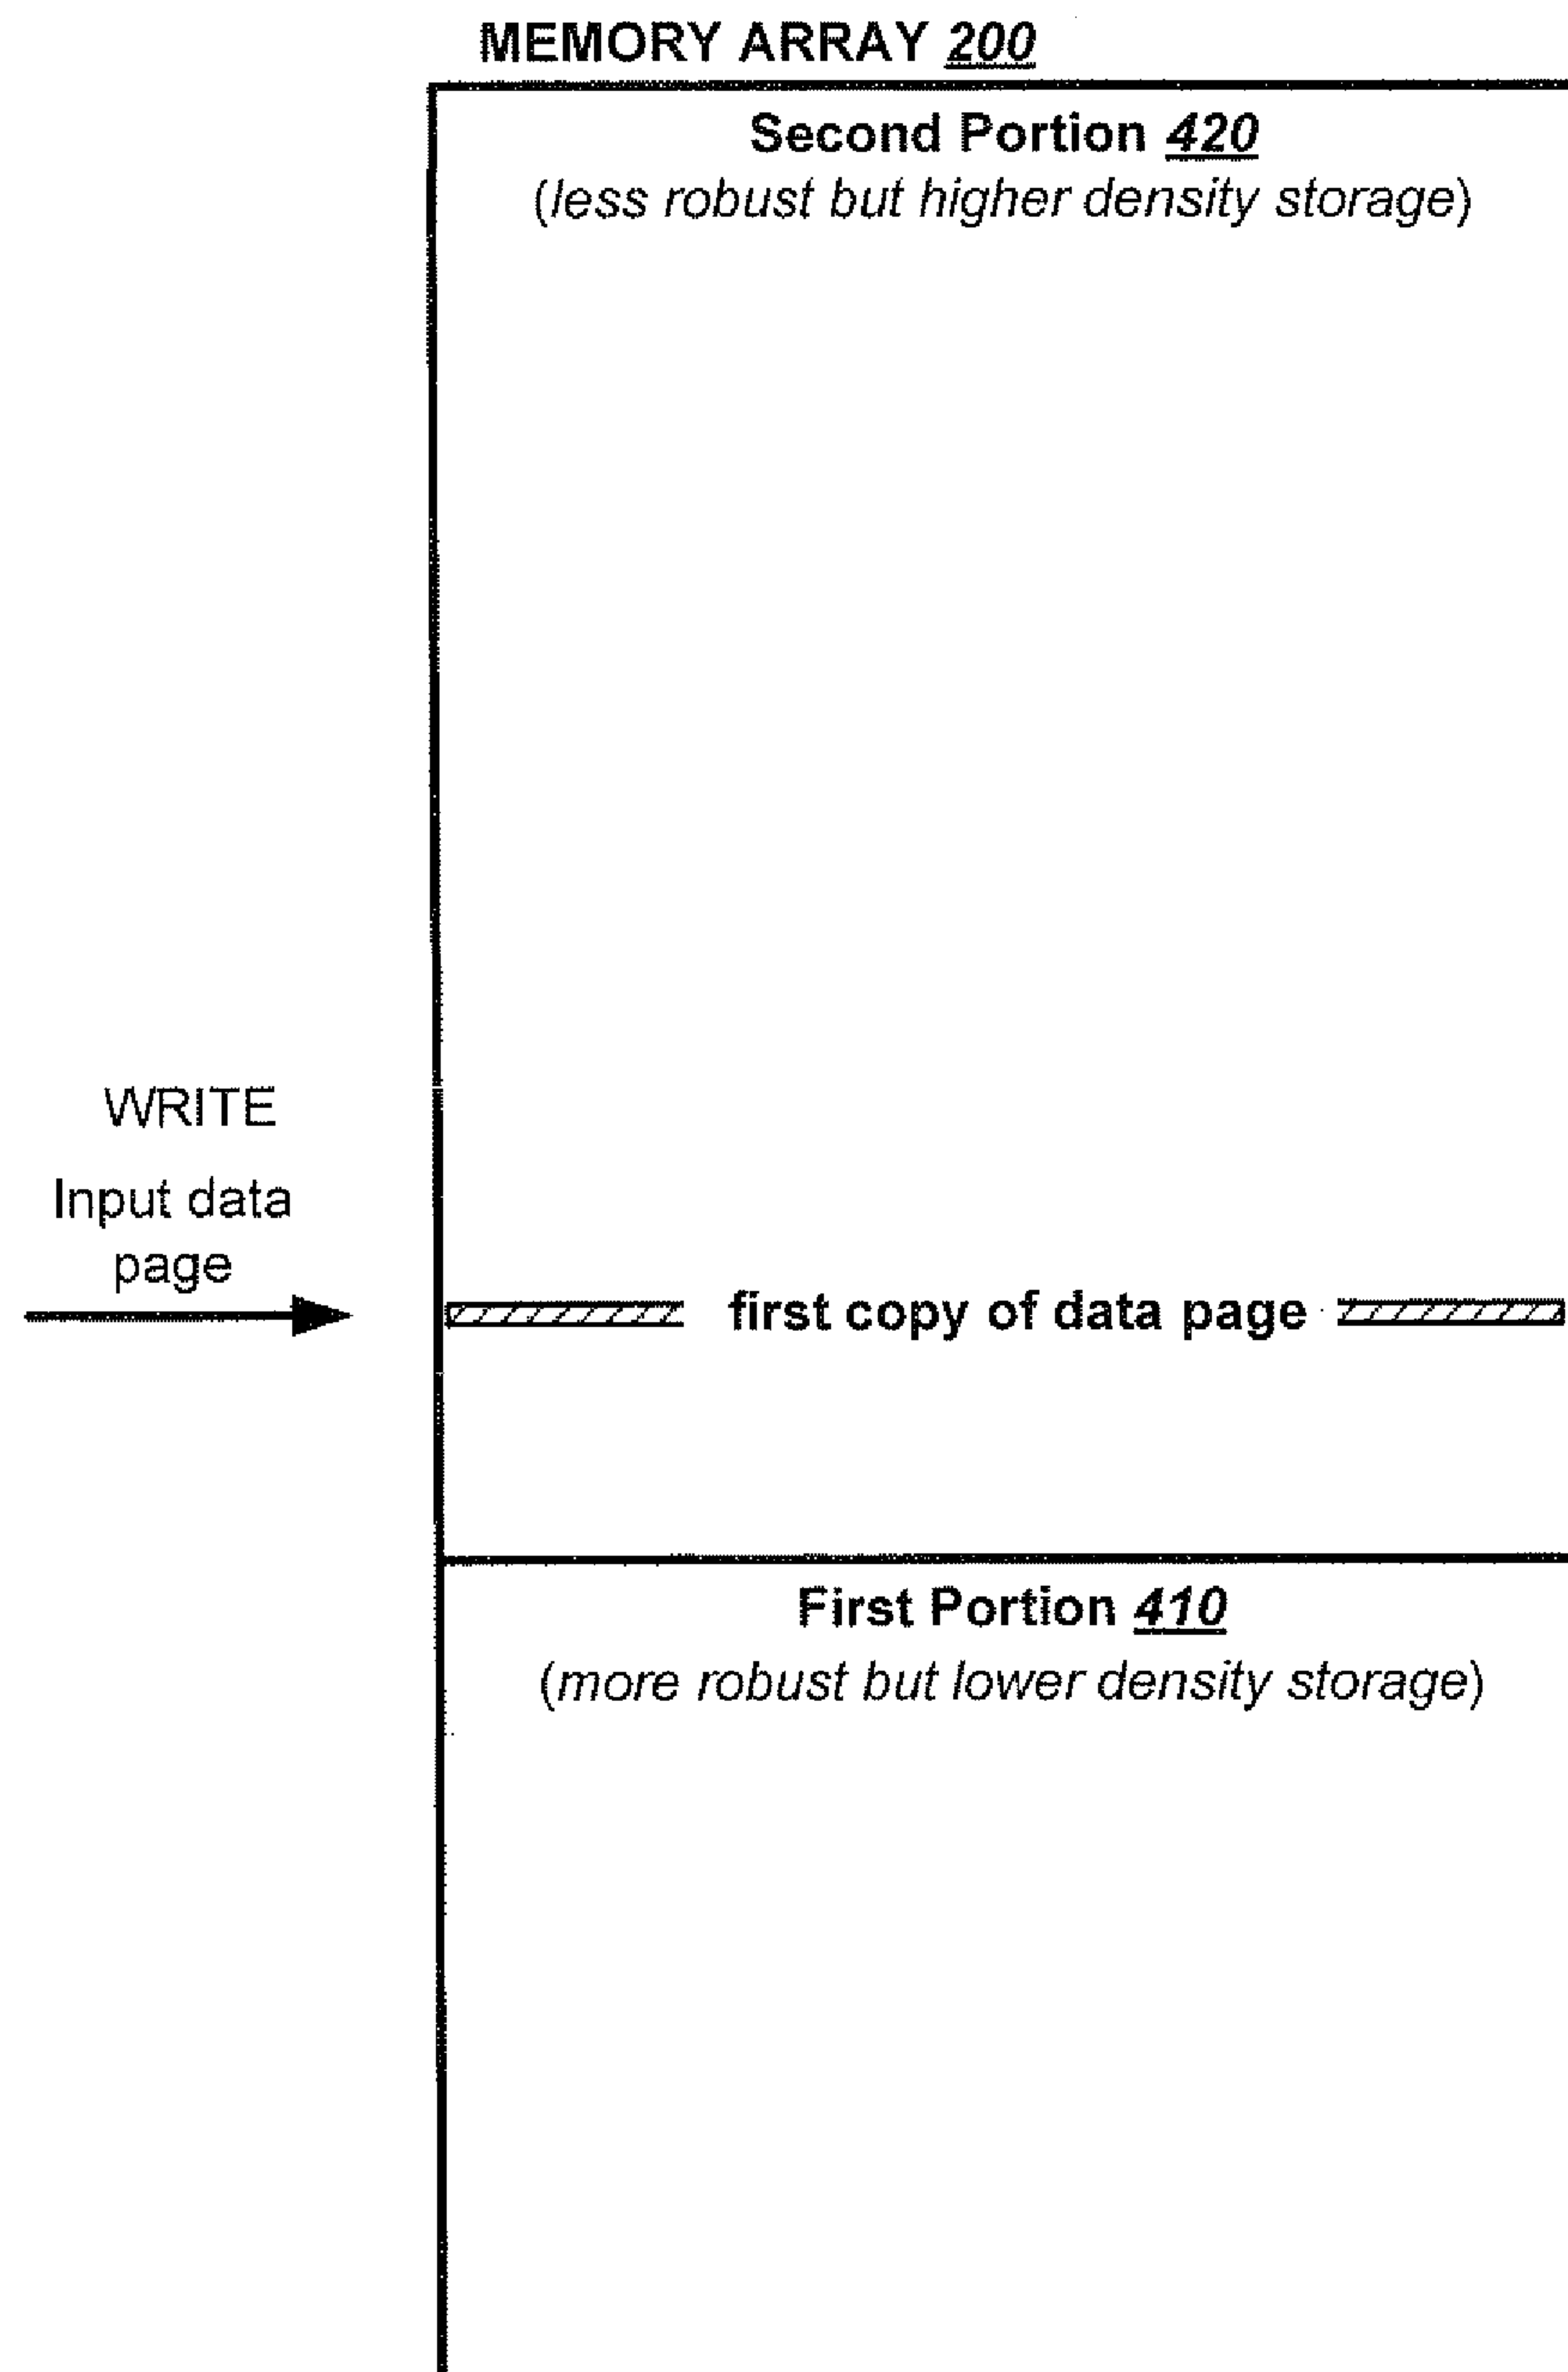 MEMORY ARRAY 200
Second Portion 420
(less robust but higher density storage)
WRITE
Input data
page
first copy of data page
First Portion 410
(more robust but lower density storage)